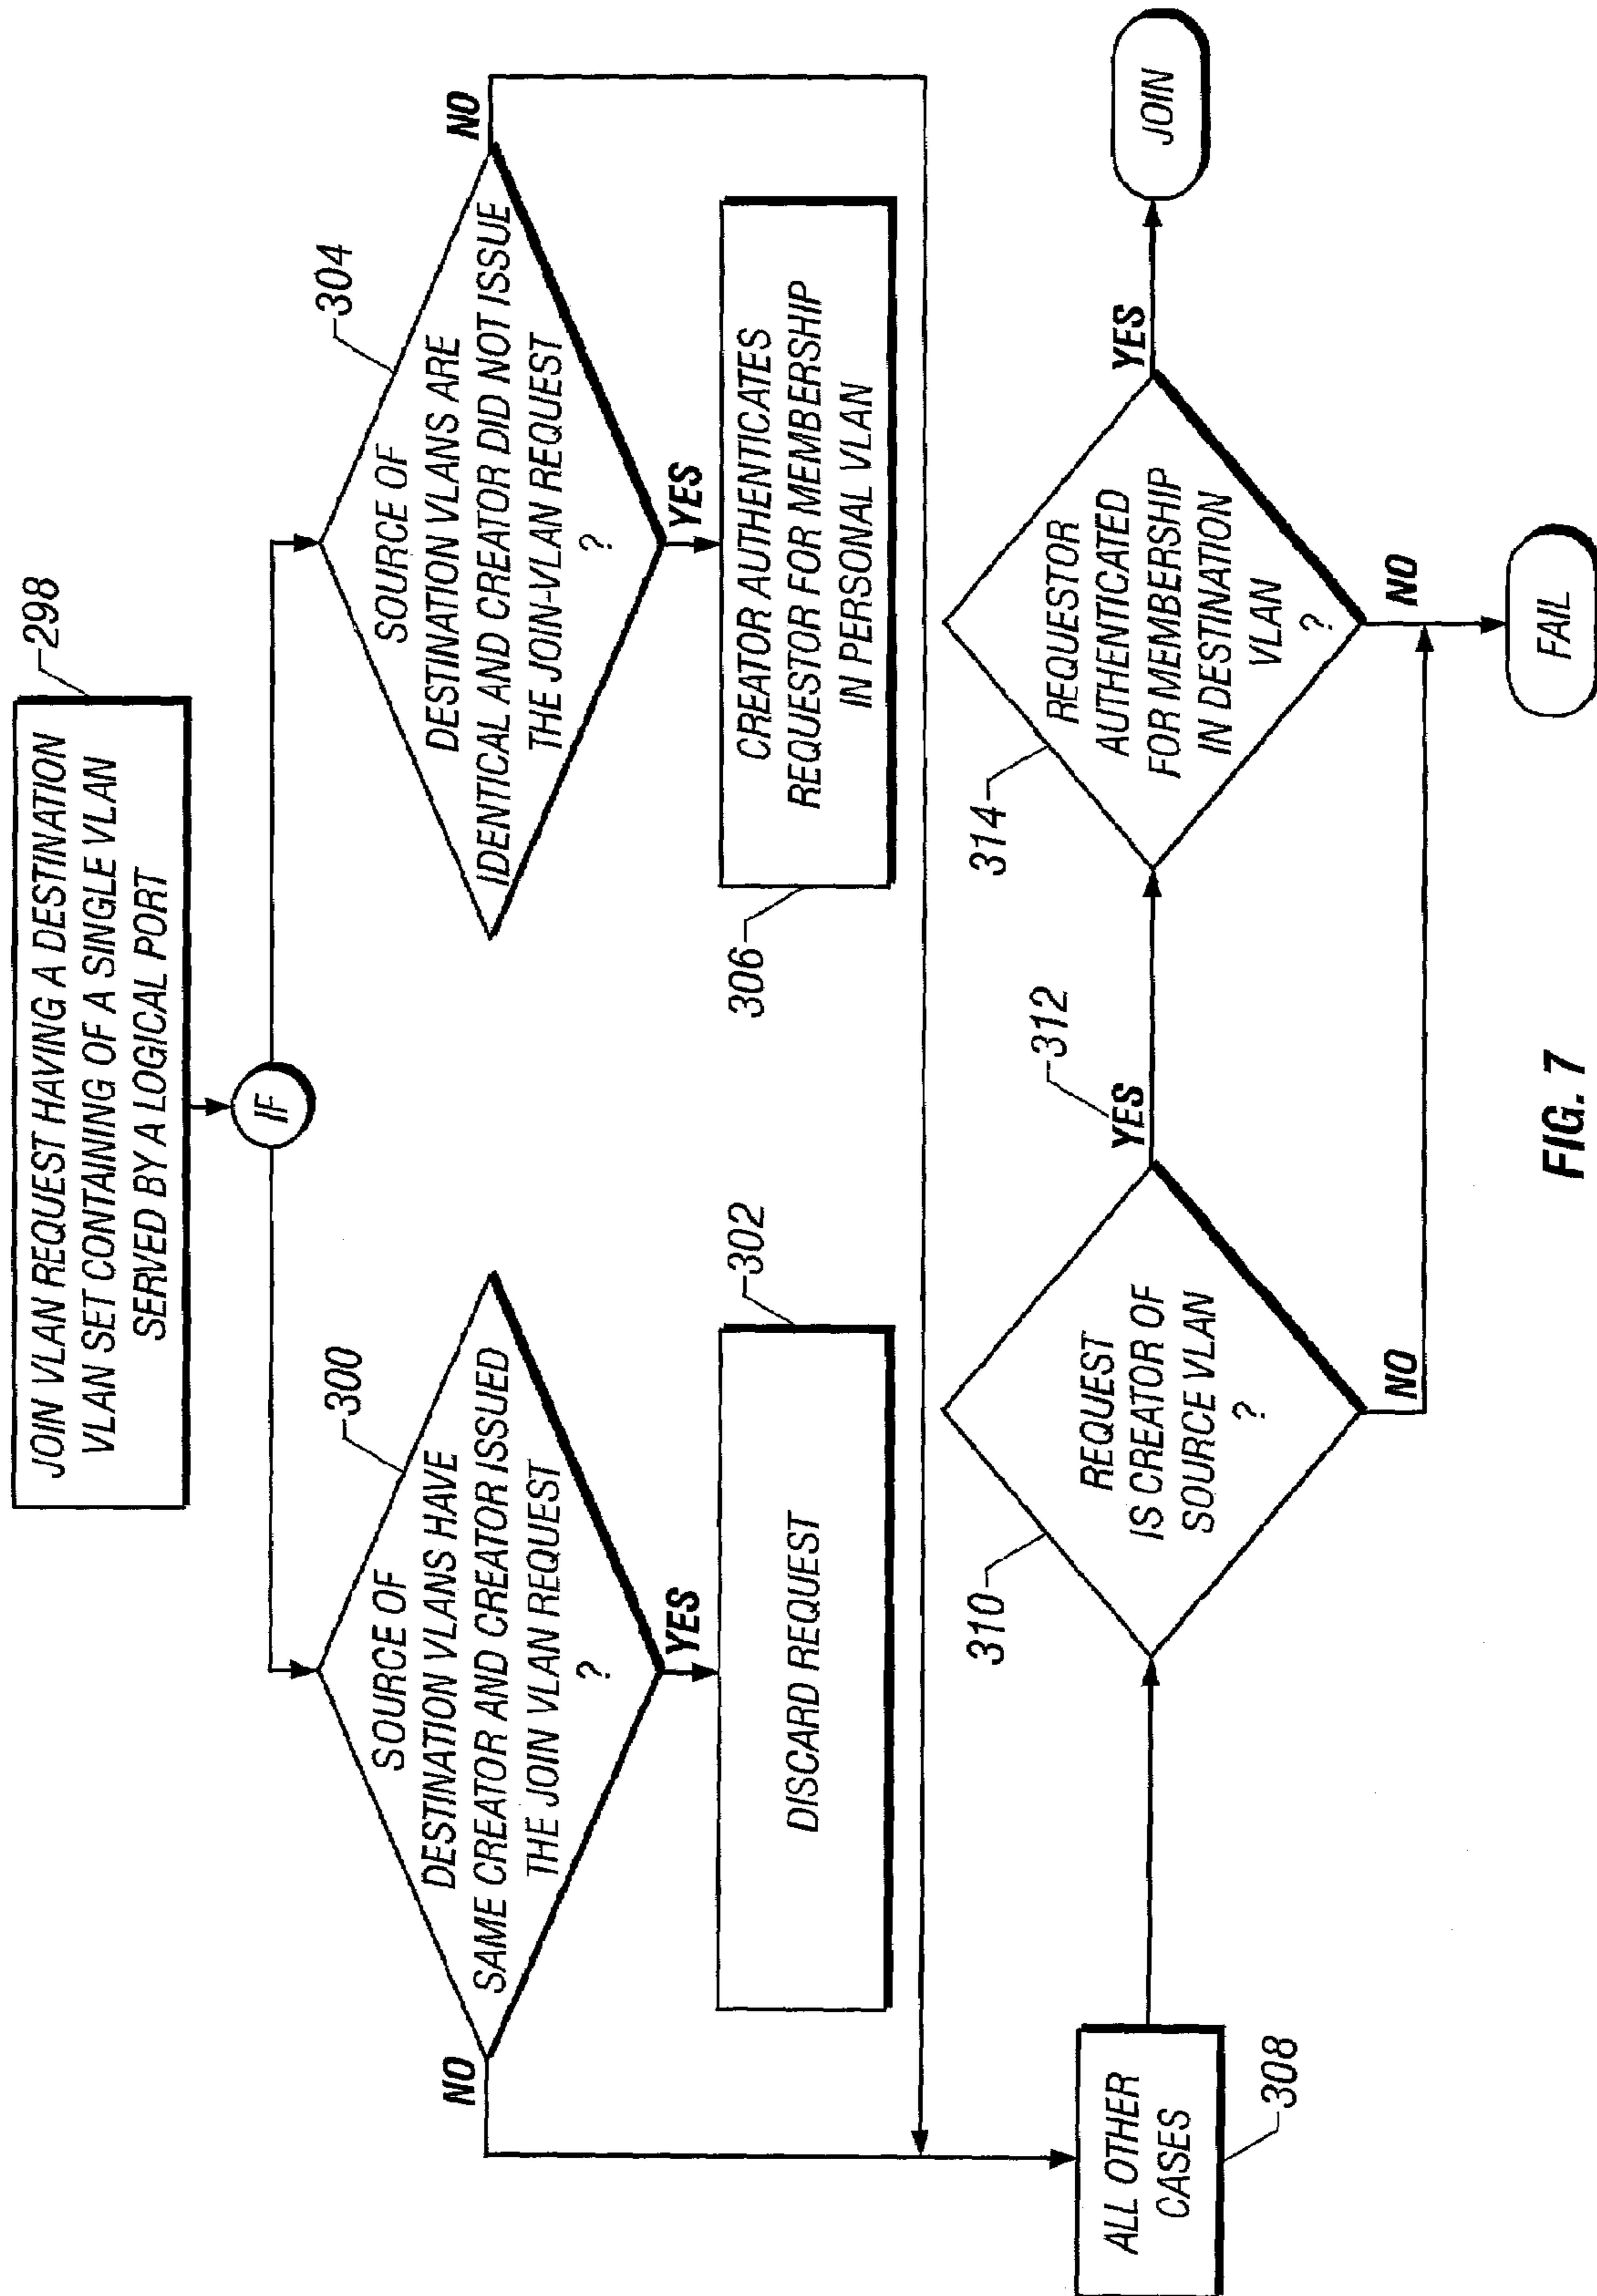 JOIN VLAN REQUEST HAVING A DESTINATION
VLAN SET CONTAINING OF A SINGLE VLAN
SERVED BY A LOGICAL PORT
298
IF
300
SOURCE OF
DESTINATION VLANS HAVE
SAME CREATOR AND CREATOR ISSUED
THE JOIN VLAN REQUEST
?
NO
YES
302
DISCARD REQUEST
304
SOURCE OF
DESTINATION VLANS ARE
IDENTICAL AND CREATOR DID NOT ISSUE
THE JOIN-VLAN REQUEST
?
NO
YES
306
CREATOR AUTHENTICATES
REQUESTOR FOR MEMBERSHIP
IN PERSONAL VLAN
ALL OTHER
CASES
308
310
REQUEST
IS CREATOR OF
SOURCE VLAN
?
YES
312
NO
314
REQUESTOR
AUTHENTICATED
FOR MEMBERSHIP
IN DESTINATION
VLAN
?
YES
NO
JOIN
FAIL
FIG. 7